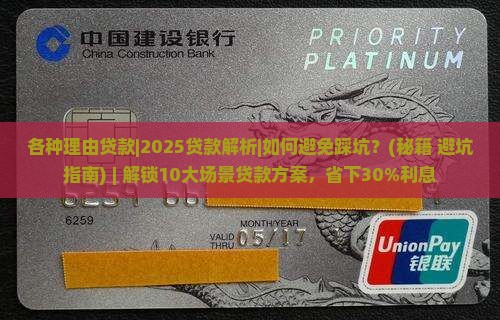 中国建设银行
China Construction Bank
PRIORITY
PLATINUM
各种理由贷款|2025贷款解析|如何避免踩坑？(秘籍 避坑
指南)｜解锁10大场景贷款方案，省下30%利息
6259
MONTH/YEAR
VALID
THRU
05/17
UnionPay
银联